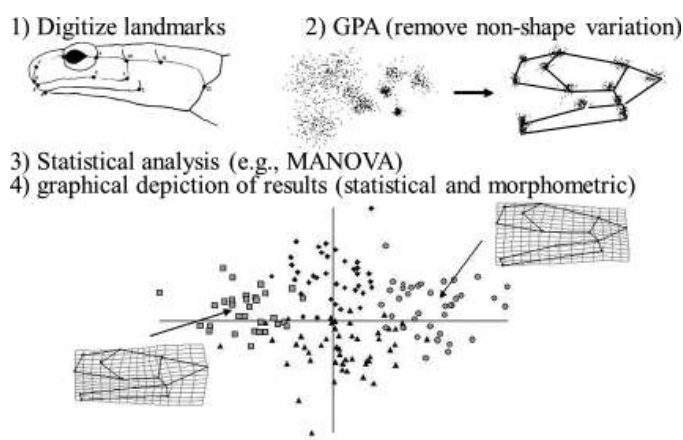 1) Digitize landmarks
2) GPA (remove non-shape variation)
3) Statistical analysis (e.g., MANOVA)
4) graphical depiction of results (statistical and morphometric)